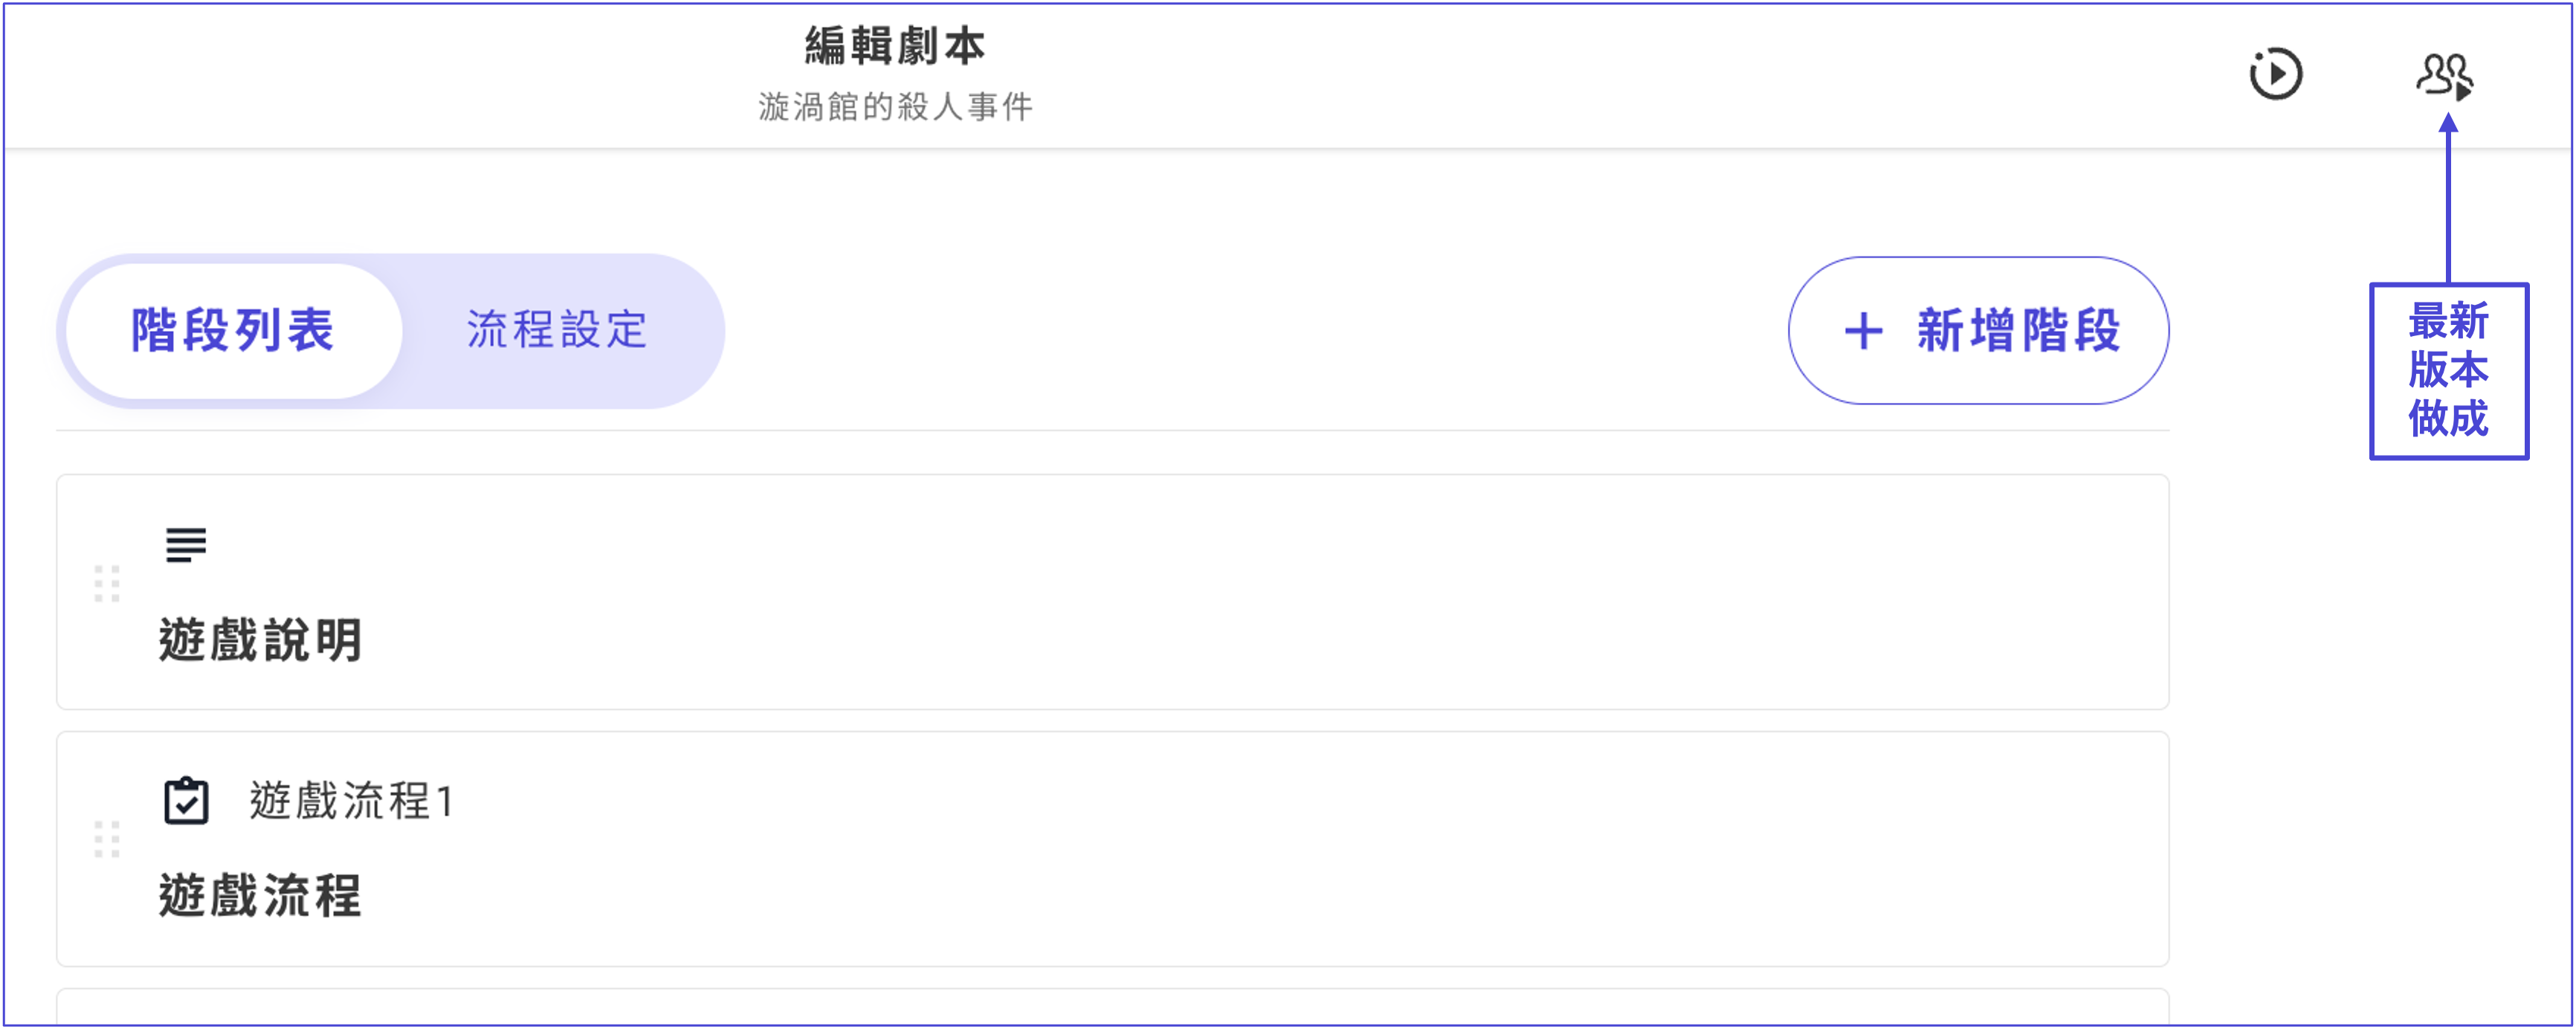 編輯劇本
漩渦館的殺人事件
階段列表
流程設定
+ 新增階段
最新
版本
做成
遊戲說明
遊戲流程1
遊戲流程